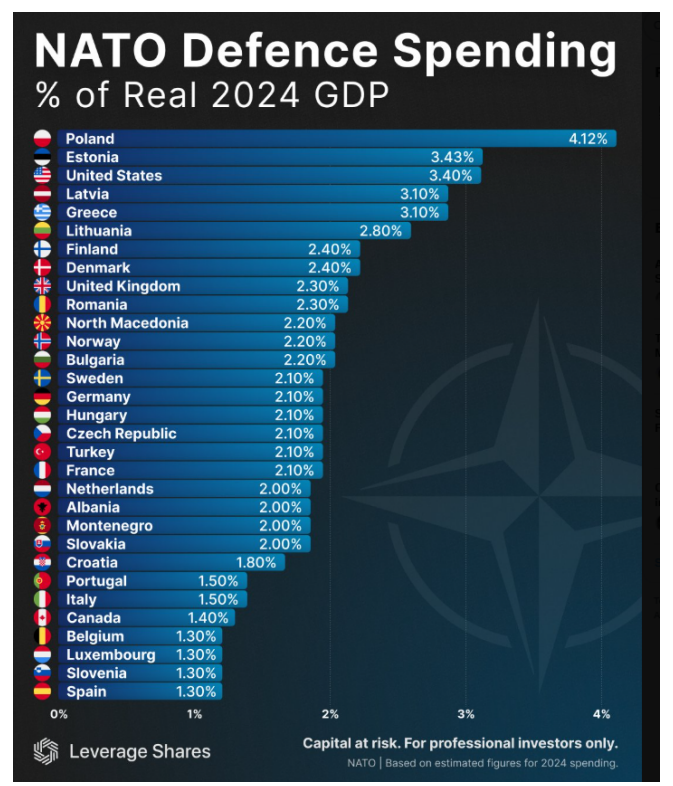 NATO Defence Spending
% of Real 2024 GDP
Poland 4.12%
Estonia 3.43%
United States 3.40%
Latvia 3.10%
Greece 3.10%
Lithuania 2.80%
Finland 2.40%
Denmark 2.40%
United Kingdom 2.30%
Romania 2.30%
North Macedonia 2.20%
Norway 2.20%
Bulgaria 2.20%
Sweden 2.10%
Germany 2.10%
Hungary 2.10%
Czech Republic 2.10%
Turkey 2.10%
France 2.10%
Netherlands 2.00%
Albania 2.00%
Montenegro 2.00%
Slovakia 2.00%
Croatia 1.80%
Portugal 1.50%
Italy 1.50%
Canada 1.40%
Belgium 1.30%
Luxembourg 1.30%
Slovenia 1.30%
Spain 1.30%
0% 1% 2% 3% 4%
Leverage Shares
Capital at risk. For professional investors only.
NATO | Based on estimated figures for 2024 spending.